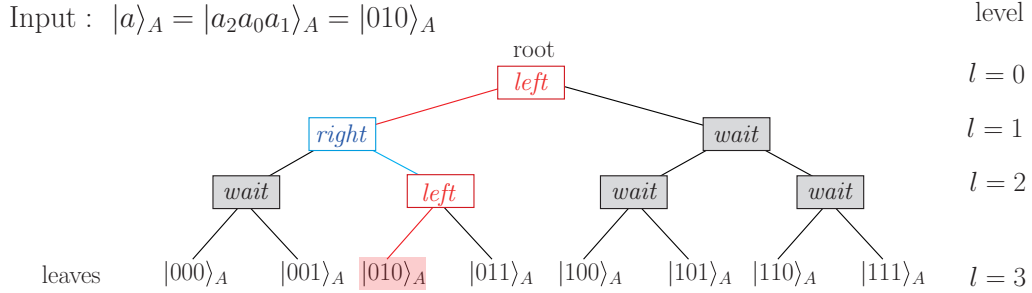 Input : |a⟩_A = |a_2a_0a_1⟩_A = |010⟩_A
level
root
left
l = 0
right
wait
l = 1
wait
left
wait
wait
l = 2
leaves
|000⟩_A
|001⟩_A
|010⟩_A
|011⟩_A
|100⟩_A
|101⟩_A
|110⟩_A
|111⟩_A
l = 3